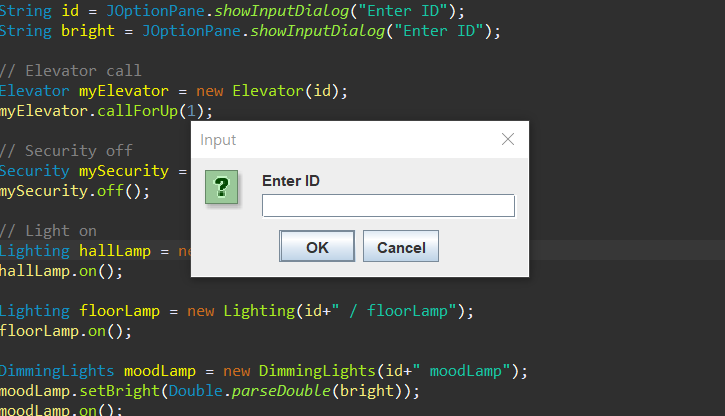 String id = JOptionPane.showInputDialog("Enter ID");
String bright = JOptionPane.showInputDialog("Enter ID");
// Elevator call
Elevator myElevator = new Elevator(id);
myElevator.callForUp(1);
Input
// Security off
Security mySecurity =
Enter ID
mySecurity.off();
// Light on
OK Cancel
Lighting hallLamp = ne
hallLamp.on();
Lighting floorLamp = new Lighting(id+" / floorLamp");
floorLamp.on();
DimmingLights moodLamp = new DimmingLights(id+" moodLamp");
moodLamp.setBright(Double.parseDouble(bright));
moodLamp.on();